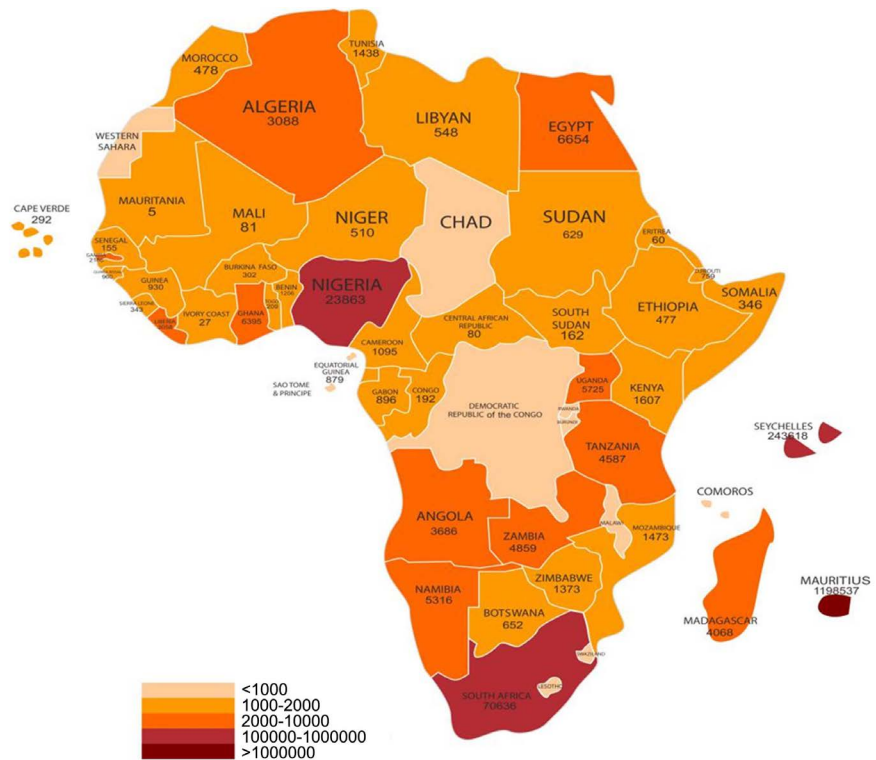 MOROCCO
478
ALGERIA
3088
TUNISIA
1438
LIBYAN
548
EGYPT
6654
WESTERN
SAHARA
MAURITANIA
5
MALI
81
NIGER
510
CHAD
SUDAN
629
ERITREA
60
CAPE VERDE
292
SENEGAL
155
GUINEA
930
SIERRA LEONE
343
LIBERIA
IVORY COAST
27
BURKINA FASO
302
GHANA
6395
BENIN
NIGERIA
23863
CAMEROON
1095
CENTRAL AFRICAN
REPUBLIC
80
SOUTH
SUDAN
162
ETHIOPIA
477
DJIBOUTI
SOMALIA
346
EQUATORIAL
GUINEA
879
SAO TOME
& PRINCIPE
GABON
896
CONGO
192
DEMOCRATIC
REPUBLIC of the CONGO
UGANDA
5725
KENYA
1607
RWANDA
BURUNDI
TANZANIA
4587
SEYCHELLES
243618
COMOROS
ANGOLA
3686
ZAMBIA
4859
MALAWI
MOZAMBIQUE
1473
ZIMBABWE
1373
NAMIBIA
5316
BOTSWANA
652
MADAGASCAR
4068
MAURITIUS
1198537
SWAZILAND
LESOTHO
SOUTH AFRICA
70636
<1000
1000-2000
2000-10000
100000-1000000
>1000000